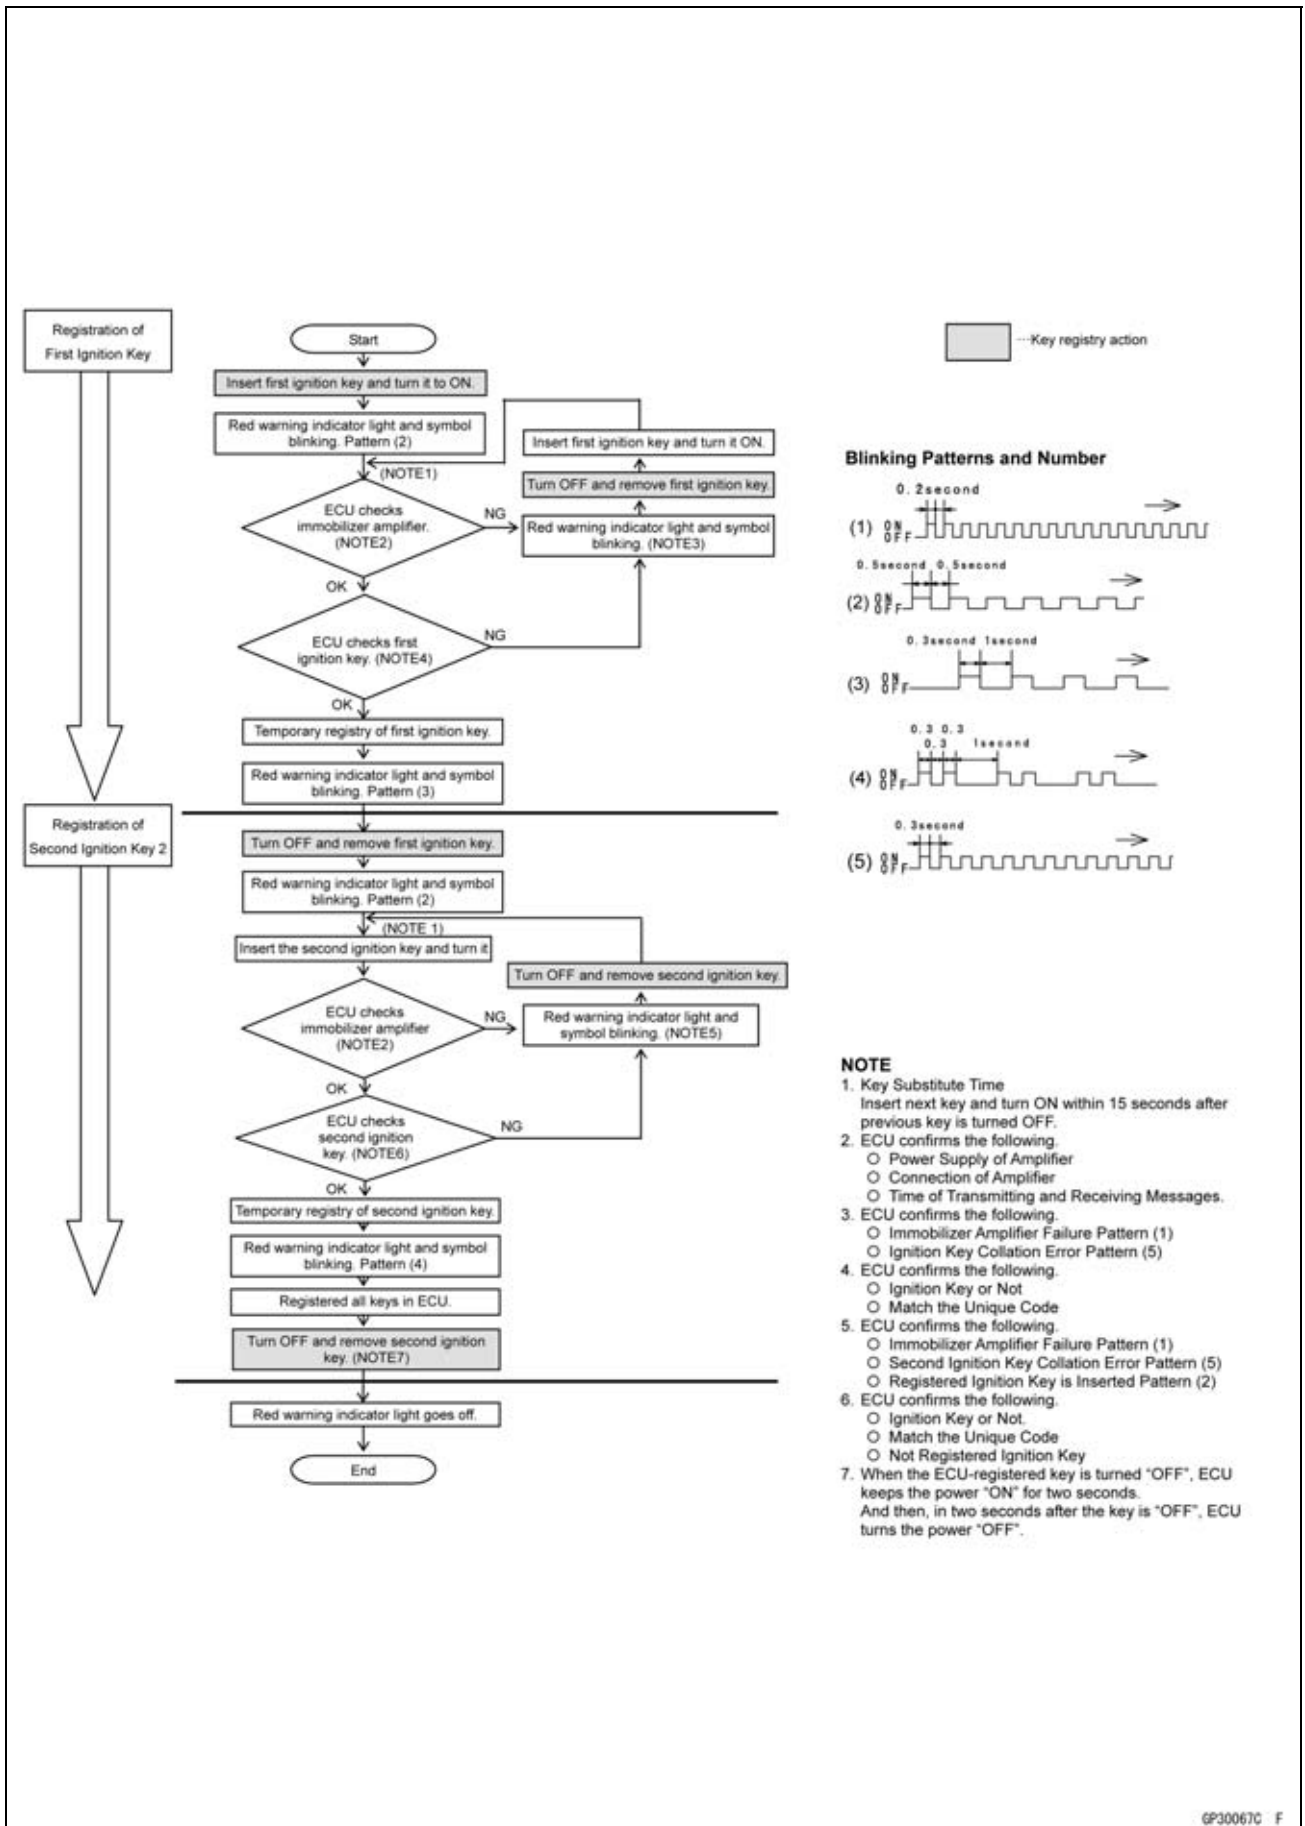 Registration of
First Ignition Key
Start
Insert first ignition key and turn it to ON.
Red warning indicator light and symbol
blinking. Pattern (2)
(NOTE1)
ECU checks
immobilizer amplifier.
(NOTE2)
NG
OK
Insert first ignition key and turn it ON.
Turn OFF and remove first ignition key.
Red warning indicator light and symbol
blinking. (NOTE3)
ECU checks first
ignition key. (NOTE4)
NG
OK
Temporary registry of first ignition key.
Red warning indicator light and symbol
blinking. Pattern (3)
Registration of
Second Ignition Key 2
Turn OFF and remove first ignition key.
Red warning indicator light and symbol
blinking. Pattern (2)
(NOTE 1)
Insert the second ignition key and turn it
ECU checks
immobilizer amplifier
(NOTE2)
NG
OK
Turn OFF and remove second ignition key.
Red warning indicator light and
symbol blinking. (NOTE5)
ECU checks
second ignition
key. (NOTE6)
NG
OK
Temporary registry of second ignition key.
Red warning indicator light and symbol
blinking. Pattern (4)
Registered all keys in ECU.
Turn OFF and remove second ignition
key. (NOTE7)
Red warning indicator light goes off.
End
···Key registry action
Blinking Patterns and Number
0.2second
(1) ON
OFF
0.5second 0.5second
(2) ON
OFF
0.3second 1second
(3) ON
OFF
0.3 0.3
0.3 1second
(4) ON
OFF
0.3second
(5) ON
OFF
NOTE
1. Key Substitute Time
Insert next key and turn ON within 15 seconds after
previous key is turned OFF.
2. ECU confirms the following.
○ Power Supply of Amplifier
○ Connection of Amplifier
○ Time of Transmitting and Receiving Messages.
3. ECU confirms the following.
○ Immobilizer Amplifier Failure Pattern (1)
○ Ignition Key Collation Error Pattern (5)
4. ECU confirms the following.
○ Ignition Key or Not
○ Match the Unique Code
5. ECU confirms the following.
○ Immobilizer Amplifier Failure Pattern (1)
○ Second Ignition Key Collation Error Pattern (5)
○ Registered Ignition Key is Inserted Pattern (2)
6. ECU confirms the following.
○ Ignition Key or Not.
○ Match the Unique Code
○ Not Registered Ignition Key
7. When the ECU-registered key is turned “OFF”, ECU
keeps the power “ON” for two seconds.
And then, in two seconds after the key is “OFF”, ECU
turns the power “OFF”.
GP30067C F